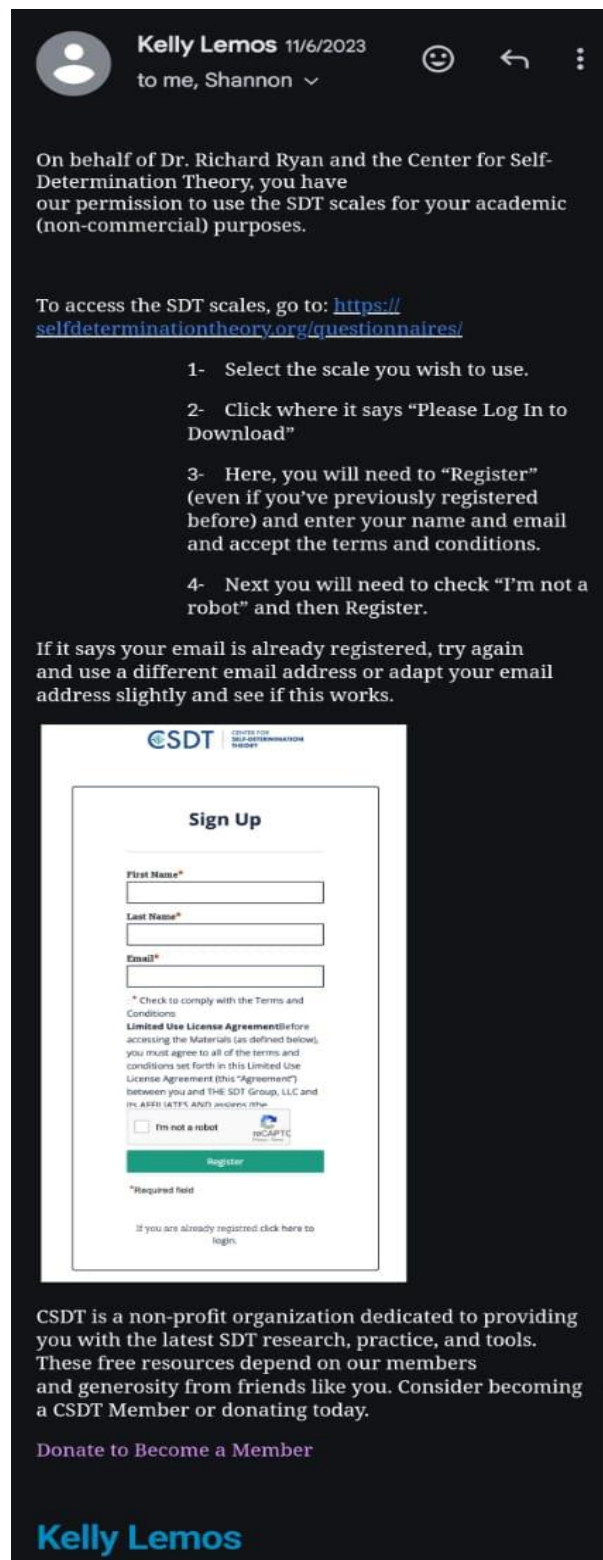 Kelly Lemos 11/6/2023
to me, Shannon
On behalf of Dr. Richard Ryan and the Center for Self-
Determination Theory, you have
our permission to use the SDT scales for your academic
(non-commercial) purposes.
To access the SDT scales, go to: https://
selfdeterminationtheory.org/questionnaires/
1- Select the scale you wish to use.
2- Click where it says “Please Log In to
Download”
3- Here, you will need to “Register”
(even if you’ve previously registered
before) and enter your name and email
and accept the terms and conditions.
4- Next you will need to check “I’m not a
robot” and then Register.
If it says your email is already registered, try again
and use a different email address or adapt your email
address slightly and see if this works.
CSDT CENTER FOR
SELF-DETERMINATION
THEORY
Sign Up
First Name*
Last Name*
Email*
* Check to comply with the Terms and
Conditions
Limited Use License AgreementBefore
accessing the Materials (as defined below),
you must agree to all of the terms and
conditions set forth in this Limited Use
License Agreement (this "Agreement")
between you and THE SDT Group, LLC and
its AFFILIATES AND assigns (the
I'm not a robot
reCAPTC
Register
*Required field
If you are already registred click here to
login.
CSDT is a non-profit organization dedicated to providing
you with the latest SDT research, practice, and tools.
These free resources depend on our members
and generosity from friends like you. Consider becoming
a CSDT Member or donating today.
Donate to Become a Member
Kelly Lemos